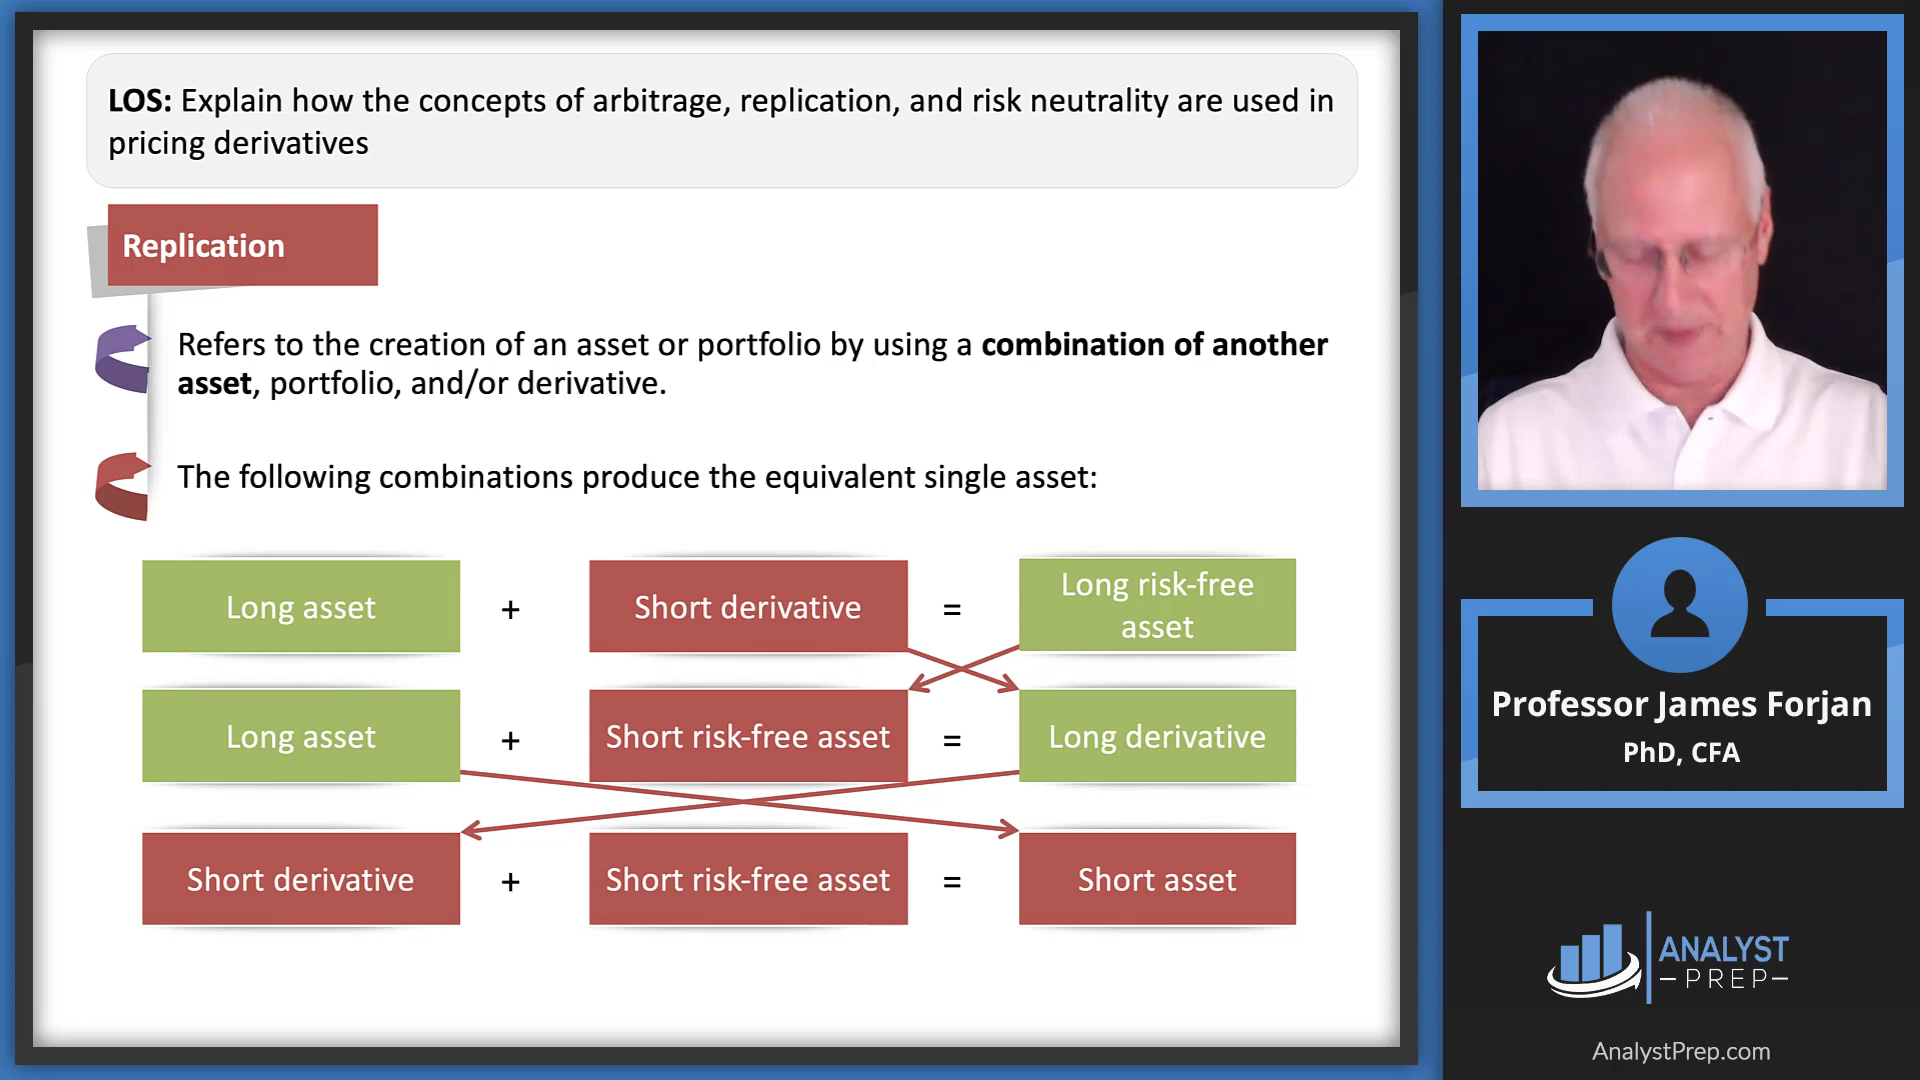 LOS: Explain how the concepts of arbitrage, replication, and risk neutrality are used in
pricing derivatives
Replication
Refers to the creation of an asset or portfolio by using a combination of another
asset, portfolio, and/or derivative.
The following combinations produce the equivalent single asset:
Long asset + Short derivative = Long risk-free
asset
Long asset + Short risk-free asset = Long derivative
Short derivative + Short risk-free asset = Short asset
Professor James Forjan
PhD, CFA
ANALYST
PREP
AnalystPrep.com